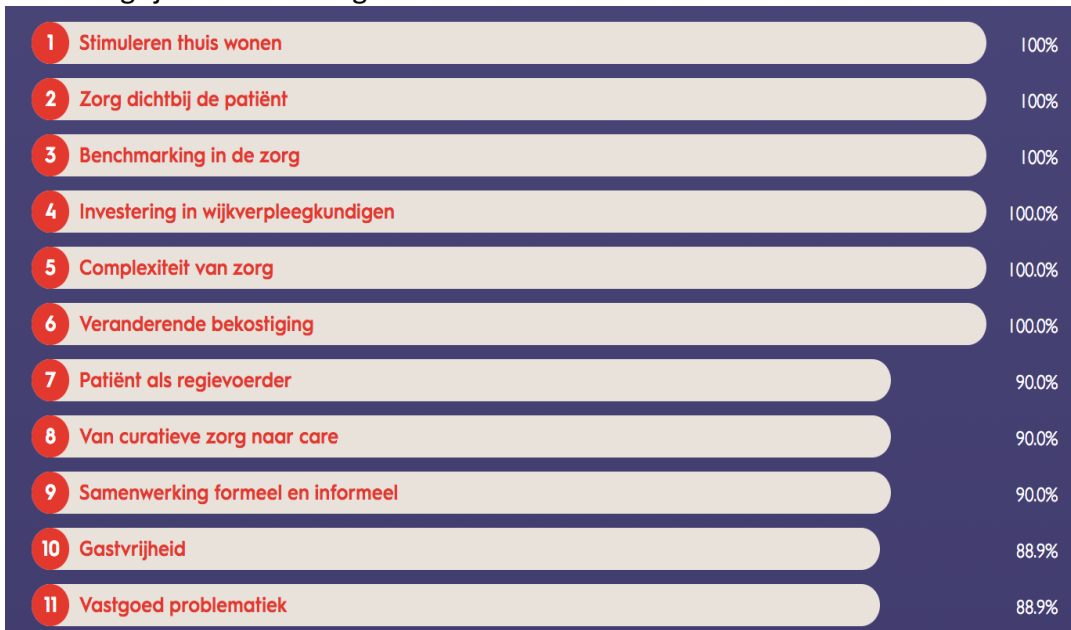 1 Stimuleren thuis wonen 100%
2 Zorg dichtbij de patiënt 100%
3 Benchmarking in de zorg 100%
4 Investering in wijkverpleegkundigen 100.0%
5 Complexiteit van zorg 100.0%
6 Veranderende bekostiging 100.0%
7 Patiënt als regievoerder 90.0%
8 Van curatieve zorg naar care 90.0%
9 Samenwerking formeel en informeel 90.0%
10 Gastvrijheid 88.9%
11 Vastgoed problematiek 88.9%